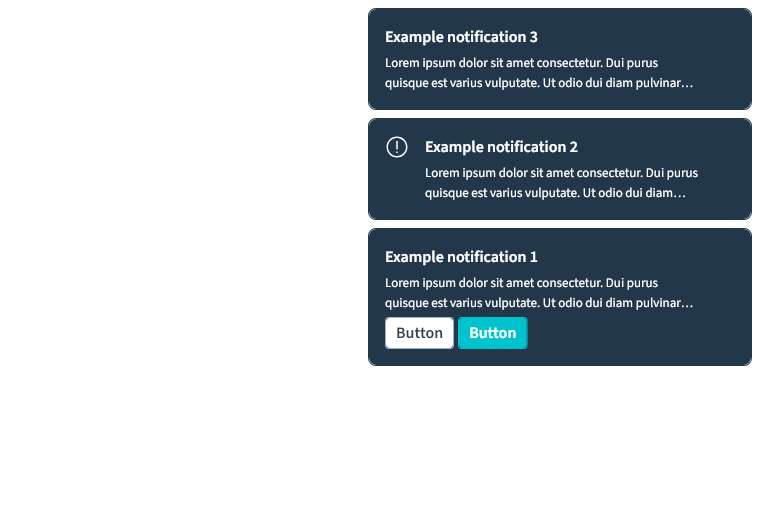 Example notification 3
Lorem ipsum dolor sit amet consectetur. Dui purus
quisque est varius vulputate. Ut odio dui diam pulvinar…
Example notification 2
Lorem ipsum dolor sit amet consectetur. Dui purus
quisque est varius vulputate. Ut odio dui diam…
Example notification 1
Lorem ipsum dolor sit amet consectetur. Dui purus
quisque est varius vulputate. Ut odio dui diam pulvinar…
Button Button